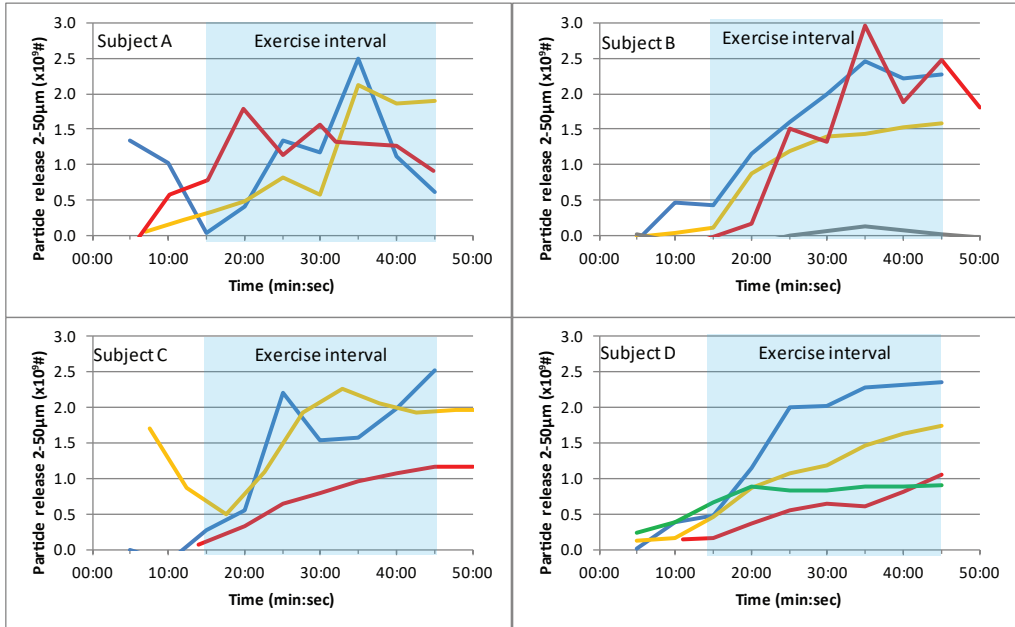 Particle release 2-50µm (x10⁹#)
3.0
2.5
2.0
1.5
1.0
0.5
0.0
Subject A
Exercise interval
00:00 10:00 20:00 30:00 40:00 50:00
Time (min:sec)
Particle release 2-50µm (x10⁹#)
3.0
2.5
2.0
1.5
1.0
0.5
0.0
Subject B
Exercise interval
00:00 10:00 20:00 30:00 40:00 50:00
Time (min:sec)
Particle release 2-50µm (x10⁹#)
3.0
2.5
2.0
1.5
1.0
0.5
0.0
Subject C
Exercise interval
00:00 10:00 20:00 30:00 40:00 50:00
Time (min:sec)
Particle release 2-50µm (x10⁹#)
3.0
2.5
2.0
1.5
1.0
0.5
0.0
Subject D
Exercise interval
00:00 10:00 20:00 30:00 40:00 50:00
Time (min:sec)